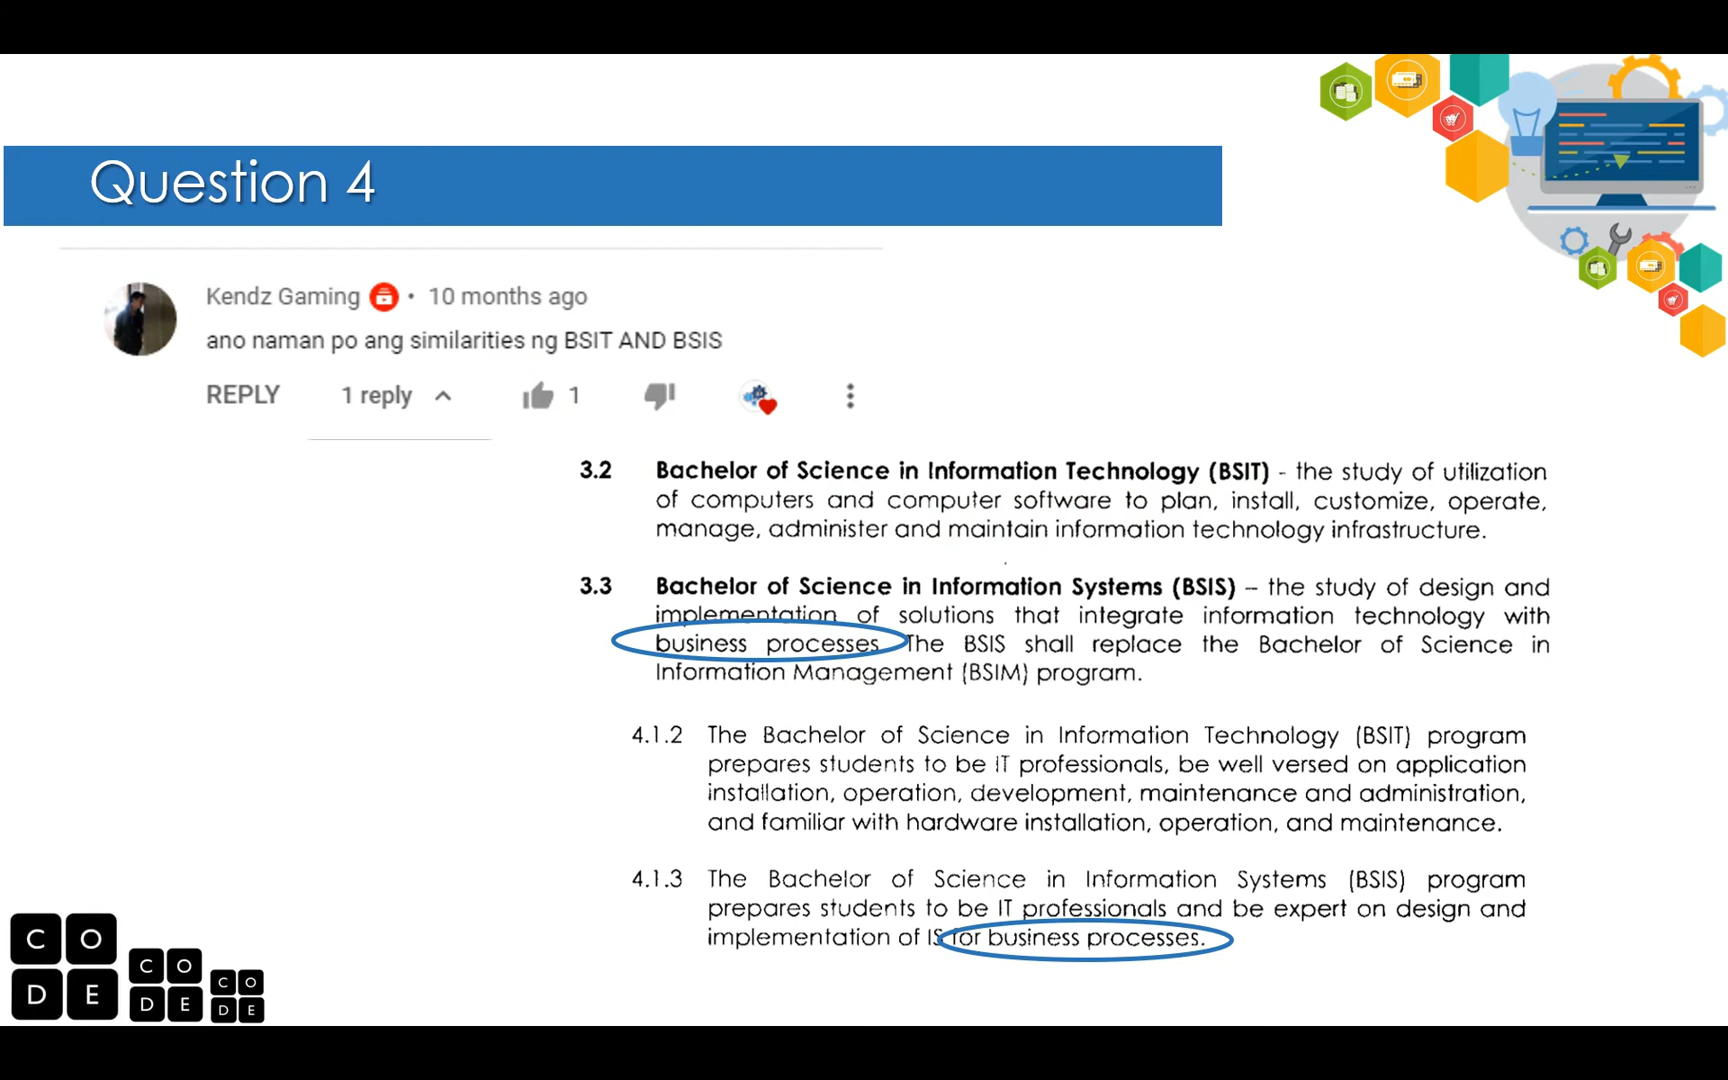 Question 4
Kendz Gaming • 10 months ago
ano naman po ang similarities ng BSIT AND BSIS
REPLY 1 reply 1
3.2 Bachelor of Science in Information Technology (BSIT) - the study of utilization
of computers and computer software to plan, install, customize, operate,
manage, administer and maintain information technology infrastructure.
3.3 Bachelor of Science in Information Systems (BSIS) – the study of design and
implementation of solutions that integrate information technology with
business processes. The BSIS shall replace the Bachelor of Science in
Information Management (BSIM) program.
4.1.2 The Bachelor of Science in Information Technology (BSIT) program
prepares students to be IT professionals, be well versed on application
installation, operation, development, maintenance and administration,
and familiar with hardware installation, operation, and maintenance.
4.1.3 The Bachelor of Science in Information Systems (BSIS) program
prepares students to be IT professionals and be expert on design and
implementation of IS for business processes.
C O
D E
C O
D E
C O
D E